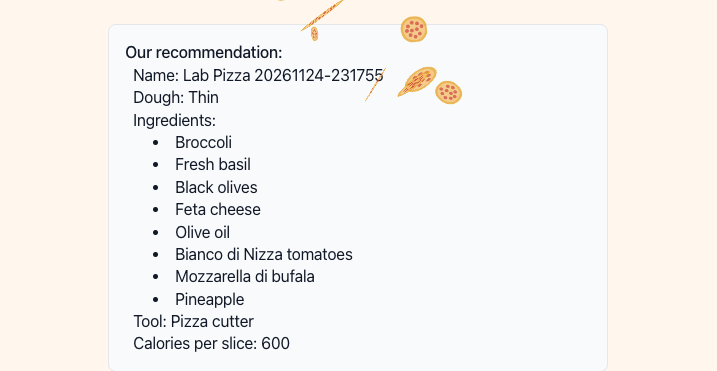 Our recommendation:
Name: Lab Pizza 20261124-231755
Dough: Thin
Ingredients:
• Broccoli
• Fresh basil
• Black olives
• Feta cheese
• Olive oil
• Bianco di Nizza tomatoes
• Mozzarella di bufala
• Pineapple
Tool: Pizza cutter
Calories per slice: 600